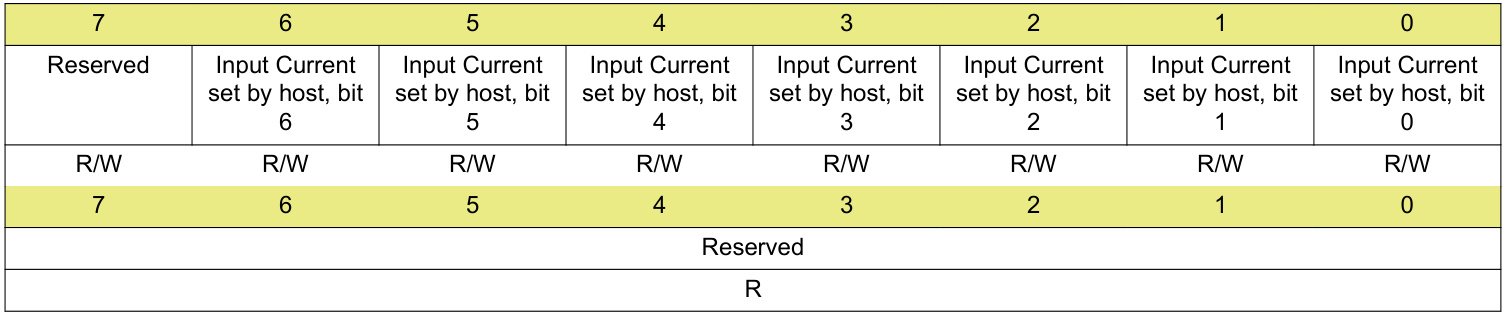 7 6 5 4 3 2 1 0
Reserved Input Current Input Current Input Current Input Current Input Current Input Current Input Current
set by host, bit set by host, bit set by host, bit set by host, bit set by host, bit set by host, bit set by host, bit
6 5 4 3 2 1 0
R/W R/W R/W R/W R/W R/W R/W R/W
7 6 5 4 3 2 1 0
Reserved
R